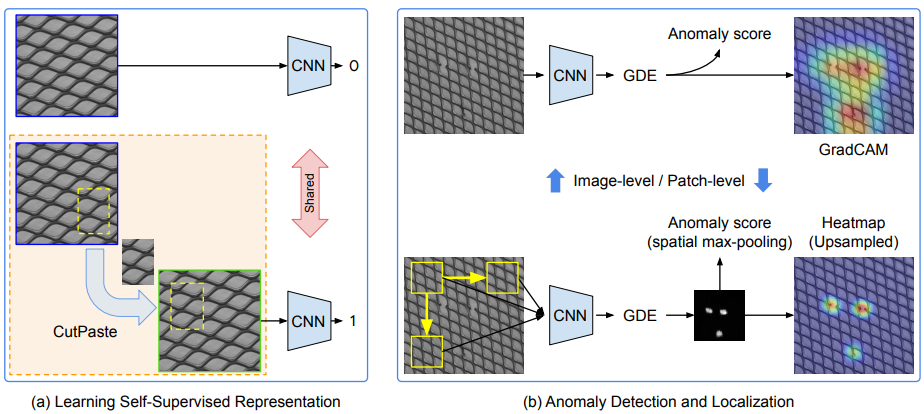 CNN
0
Shared
CutPaste
CNN
1
(a) Learning Self-Supervised Representation
Anomaly score
CNN
GDE
GradCAM
Image-level / Patch-level
Anomaly score
(spatial max-pooling)
Heatmap
(Upsampled)
CNN
GDE
(b) Anomaly Detection and Localization